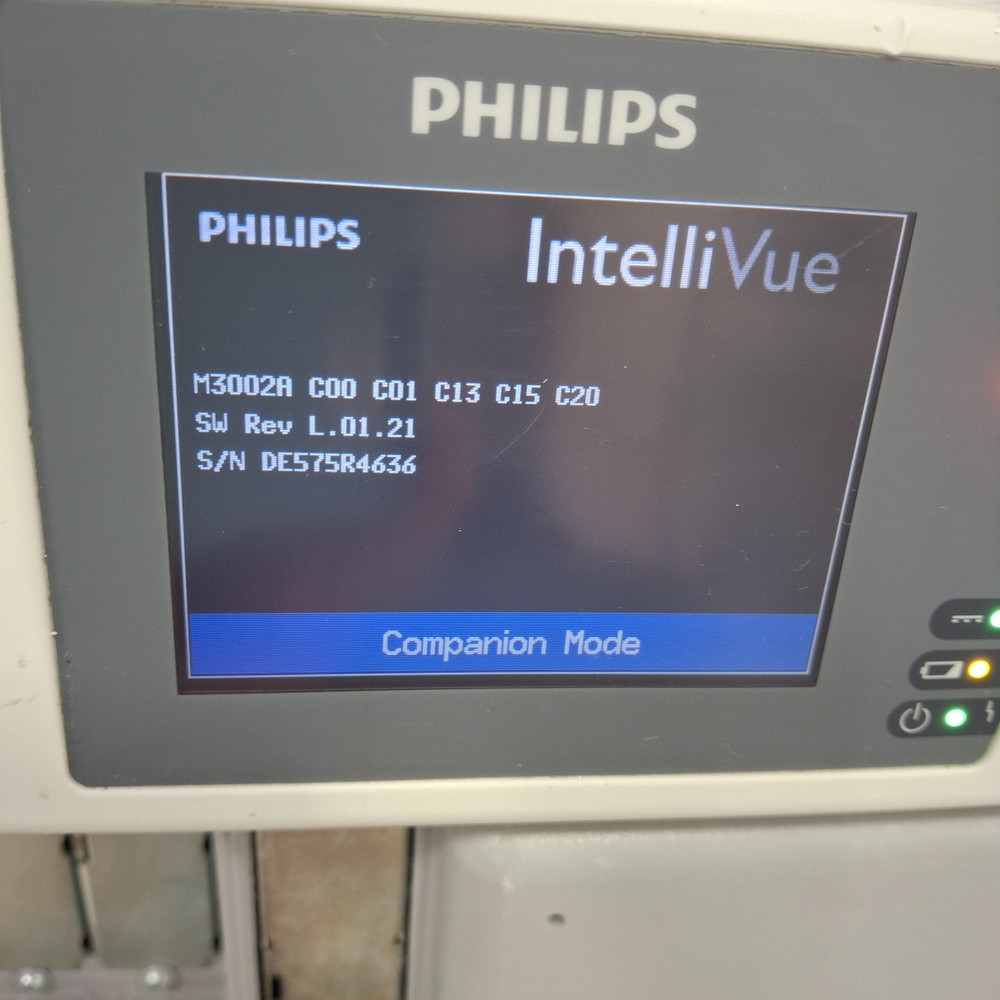 PHILIPS
PHILIPS
IntelliVue
M3002A C00 C01 C13 C15 C20
SW Rev L.01.21
S/N DE575R4636
Companion Mode